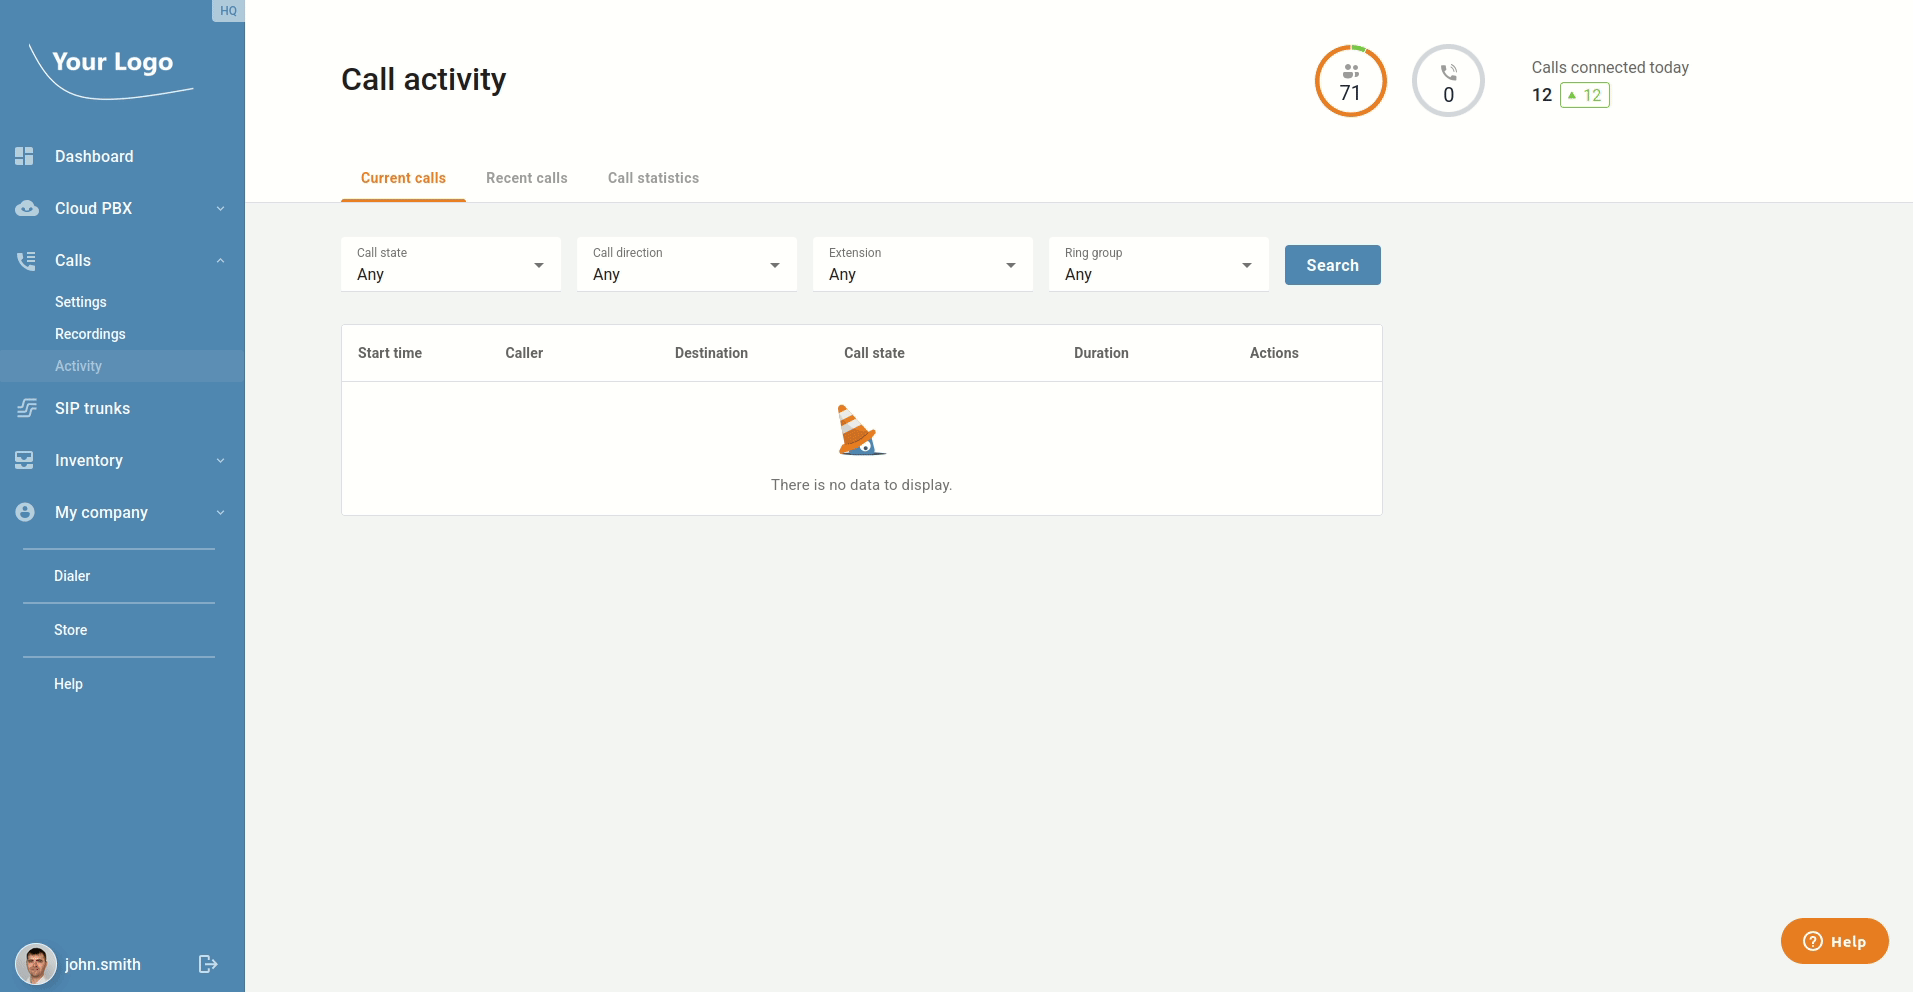 HQ
Your Logo
Dashboard
Cloud PBX
Calls
Settings
Recordings
Activity
SIP trunks
Inventory
My company
Dialer
Store
Help
john.smith
Call activity
71
0
Calls connected today
12 ▲ 12
Current calls Recent calls Call statistics
Call state Call direction Extension Ring group
Any Any Any Any
Search
Start time Caller Destination Call state Duration Actions
There is no data to display.
Help